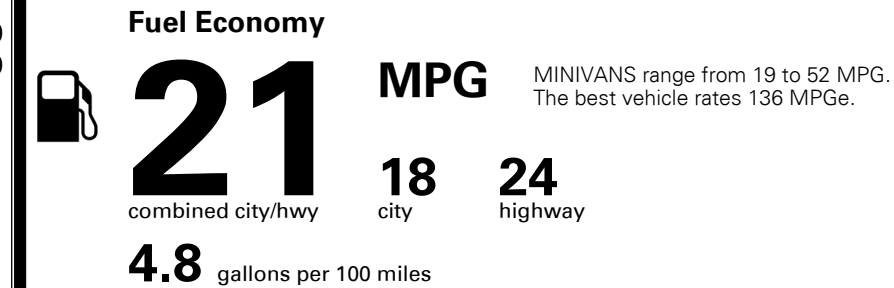 Fuel Economy
21
MPG
MINIVANS range from 19 to 52 MPG.
The best vehicle rates 136 MPGe.
18
24
combined city/hwy
city
highway
4.8 gallons per 100 miles